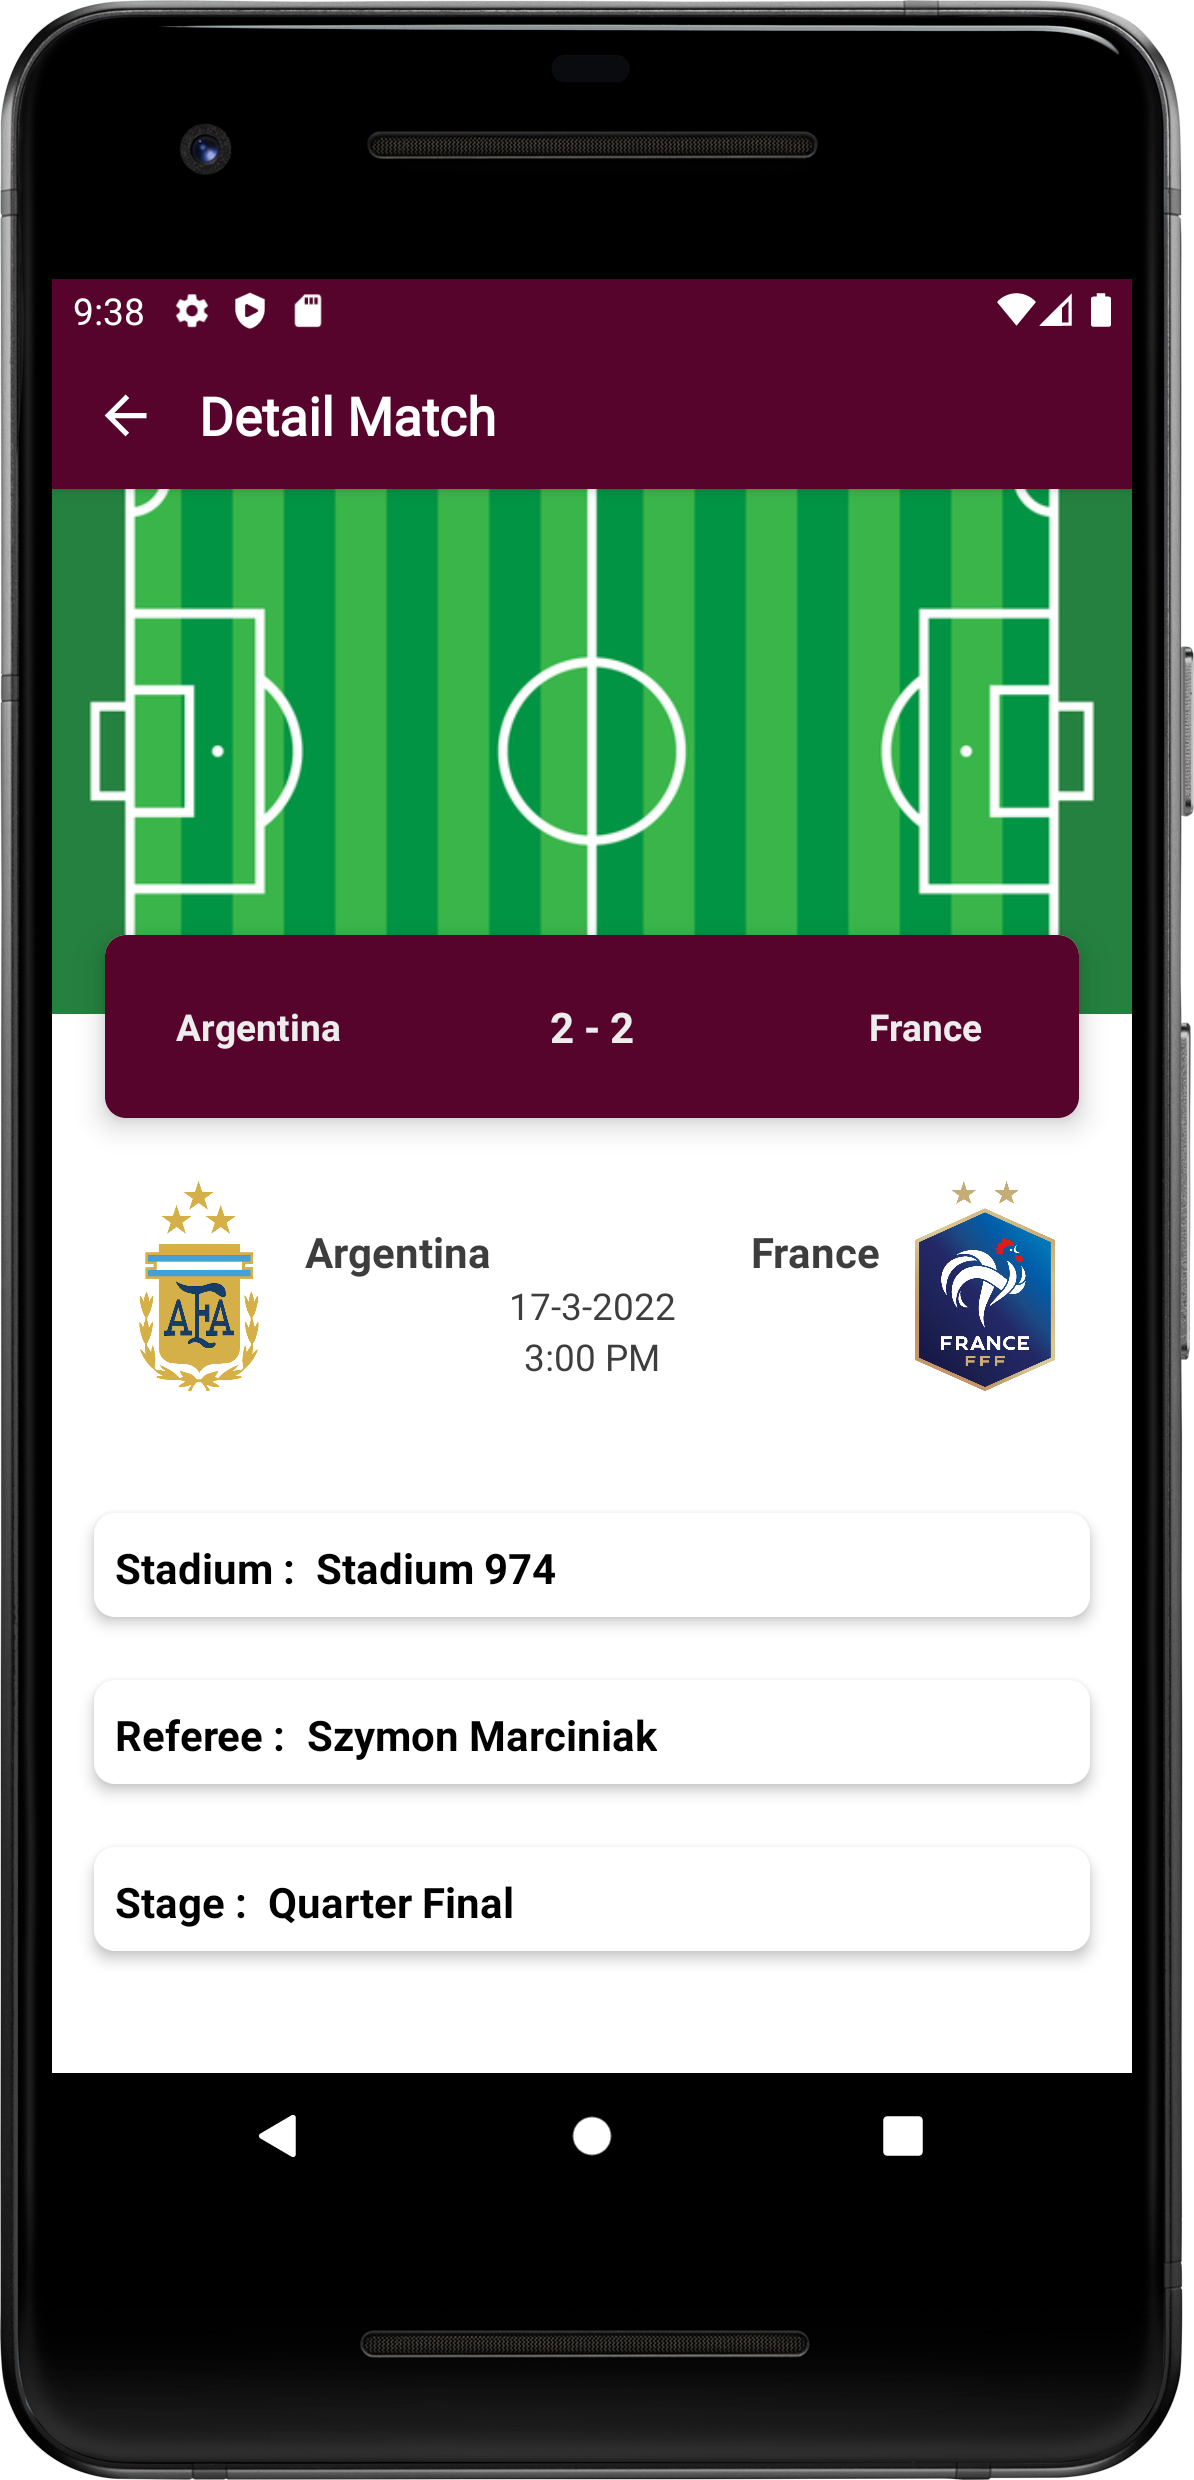 9:38
Detail Match
Argentina 2 - 2 France
AFA
Argentina France
17-3-2022
3:00 PM
FRANCE
FFF
Stadium : Stadium 974
Referee : Szymon Marciniak
Stage : Quarter Final